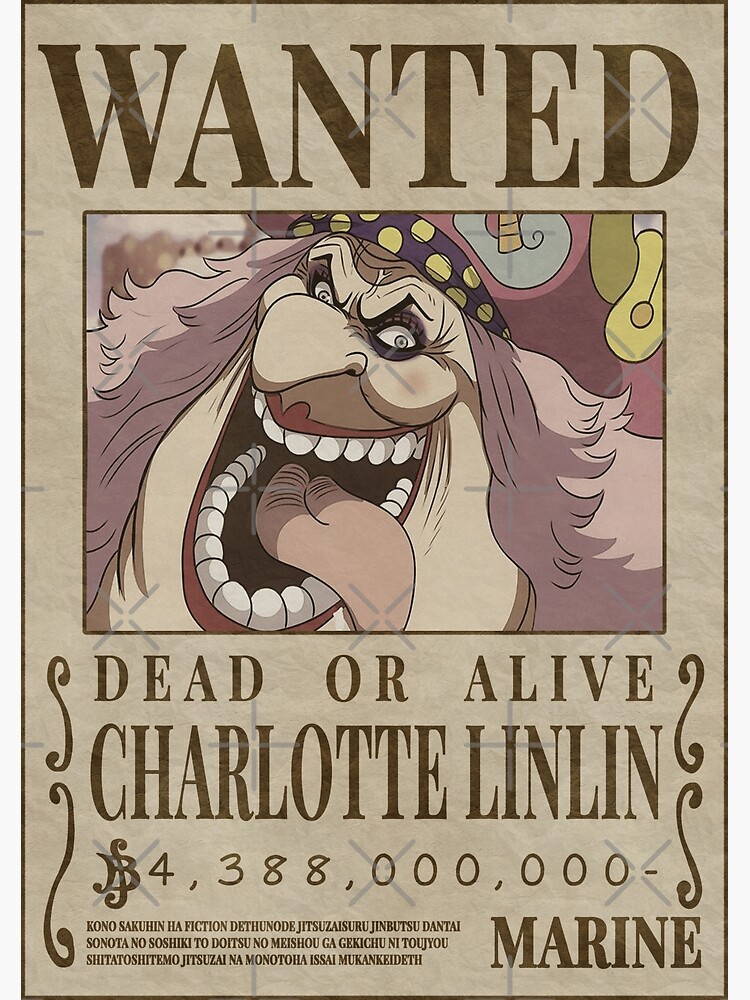 WANTED
DEAD OR ALIVE
CHARLOTTE LINLIN
฿4,388,000,000-
KONO SAKUHIN HA FICTION DETHUNODE JITSUZAISURU JINBUTSU DANTAI
SONOTA NO SOSHIKI TO DOITSU NO MEISHOU GA GEKICHU NI TOUJYOU
SHITATOSHITEMO JITSUZAI NA MONOTOHA ISSAI MUKANKEIDETH
MARINE